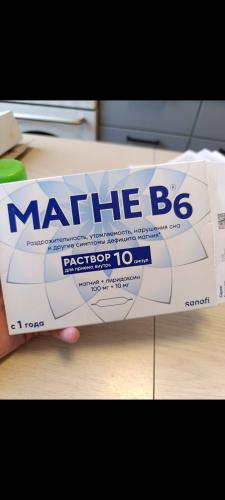 МАГНЕ B6®
Раздражительность, утомляемость, нарушения сна
и другие симптомы дефицита магния
РАСТВОР 10 ампул
для приема внутрь
магния + пиридоксин
100 мг + 10 мг
sanofi
с 1 года